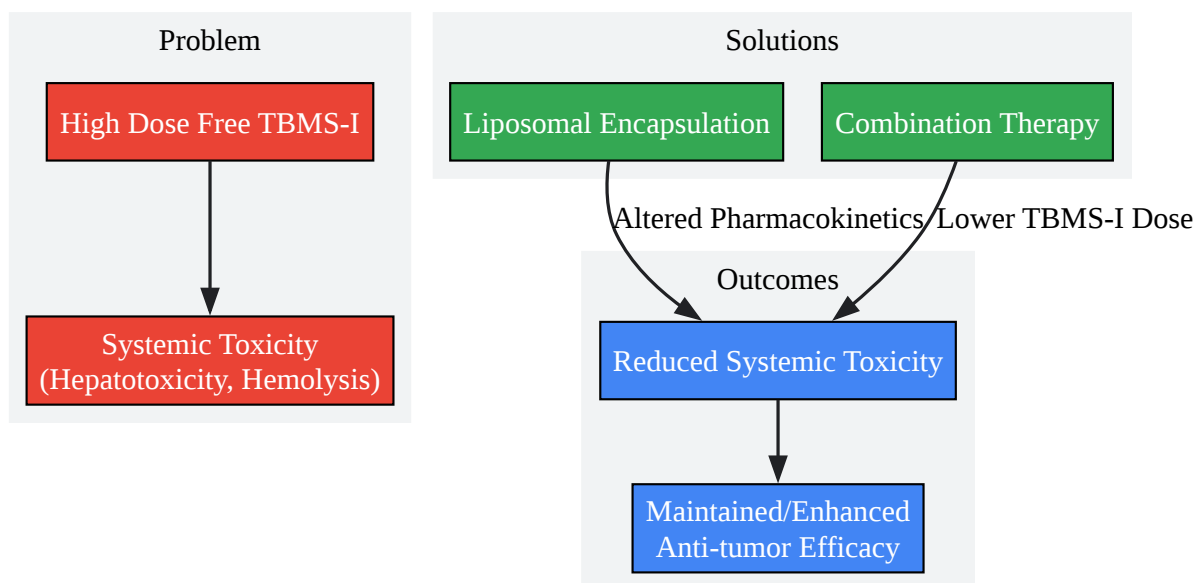 Problem
High Dose Free TBMS-I
Systemic Toxicity
(Hepatotoxicity, Hemolysis)
Solutions
Liposomal Encapsulation
Combination Therapy
Altered Pharmacokinetics
Lower TBMS-I Dose
Outcomes
Reduced Systemic Toxicity
Maintained/Enhanced
Anti-tumor Efficacy